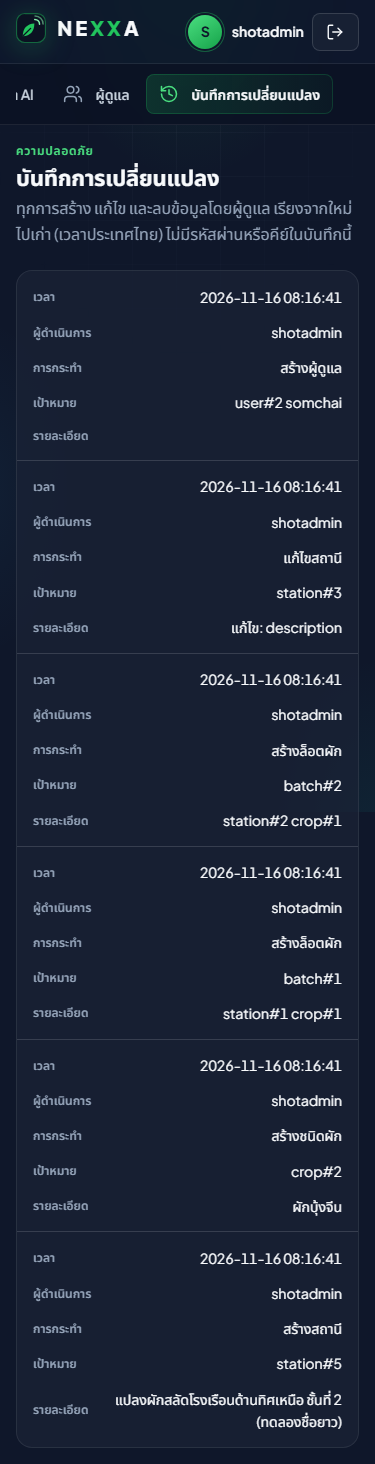 NEXXA
S
shotadmin
AI
ผู้ดูแล
บันทึกการเปลี่ยนแปลง
ความปลอดภัย
บันทึกการเปลี่ยนแปลง
ทุกการสร้าง แก้ไข และลบข้อมูลโดยผู้ดูแล เรียงจากใหม่
ไปเก่า (เวลาประเทศไทย) ไม่มีรหัสผ่านหรือคีย์ในบันทึกนี้
เวลา 2026-11-16 08:16:41
ผู้ดำเนินการ shotadmin
การกระทำ สร้างผู้ดูแล
เป้าหมาย user#2 somchai
รายละเอียด
เวลา 2026-11-16 08:16:41
ผู้ดำเนินการ shotadmin
การกระทำ แก้ไขสถานี
เป้าหมาย station#3
รายละเอียด แก้ไข: description
เวลา 2026-11-16 08:16:41
ผู้ดำเนินการ shotadmin
การกระทำ สร้างล็อตผัก
เป้าหมาย batch#2
รายละเอียด station#2 crop#1
เวลา 2026-11-16 08:16:41
ผู้ดำเนินการ shotadmin
การกระทำ สร้างล็อตผัก
เป้าหมาย batch#1
รายละเอียด station#1 crop#1
เวลา 2026-11-16 08:16:41
ผู้ดำเนินการ shotadmin
การกระทำ สร้างชนิดผัก
เป้าหมาย crop#2
รายละเอียด ผักบุ้งจีน
เวลา 2026-11-16 08:16:41
ผู้ดำเนินการ shotadmin
การกระทำ สร้างสถานี
เป้าหมาย station#5
รายละเอียด แปลงผักสลัดโรงเรือนด้านทิศเหนือ ชั้นที่ 2
(ทดลองชื่อยาว)